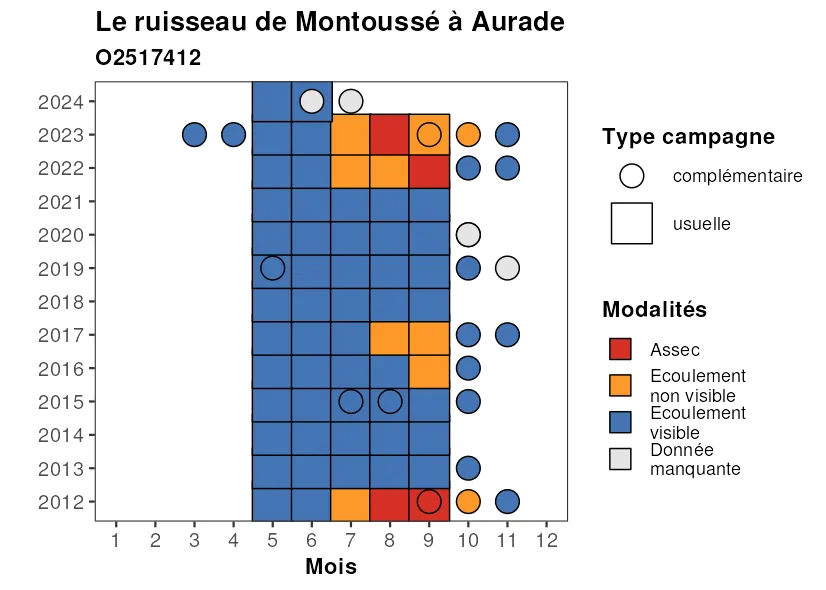 Le ruisseau de Montoussé à Aurade
O2517412
2024
2023
2022
2021
2020
2019
2018
2017
2016
2015
2014
2013
2012
1 2 3 4 5 6 7 8 9 10 11 12
Mois
Type campagne
complémentaire
usuelle
Modalités
Assec
Ecoulement
non visible
Ecoulement
visible
Donnée
manquante